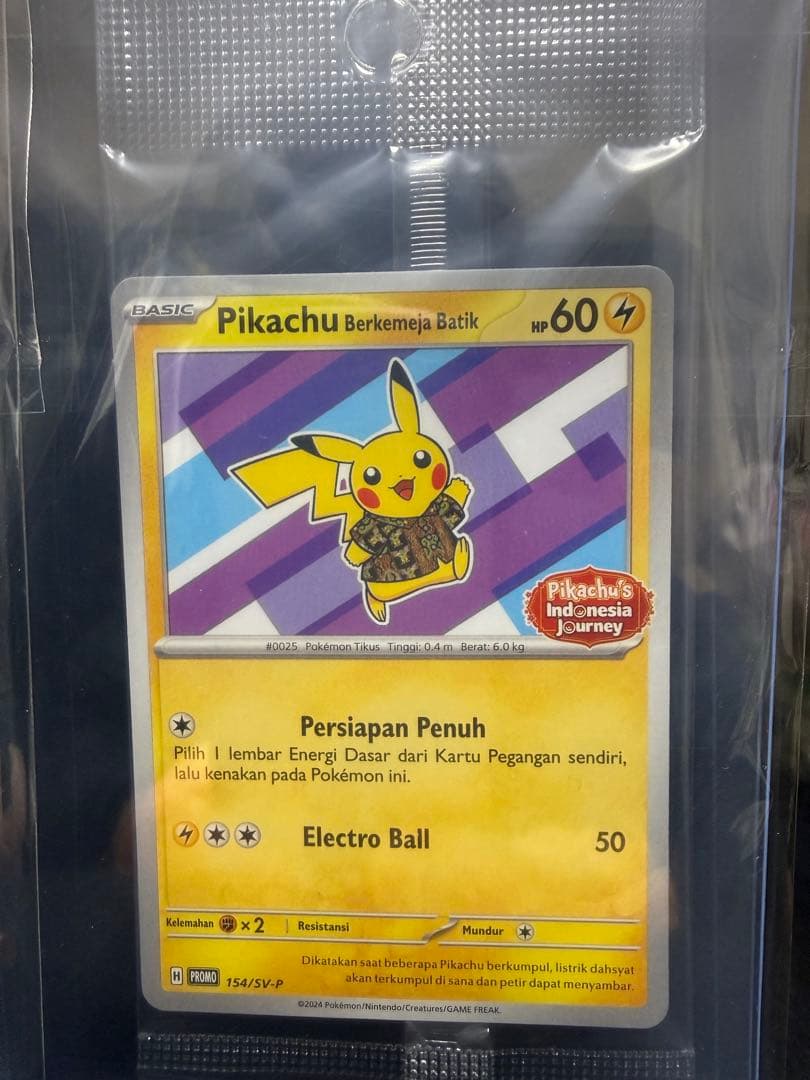 BASIC Pikachu Berkemeja Batik HP 60
Pikachu's
Indonesia
Journey
#0025 Pokémon Tikus Tinggi: 0.4 m Berat: 6.0 kg
Persiapan Penuh
Pilih 1 lembar Energi Dasar dari Kartu Pegangan sendiri,
lalu kenakan pada Pokémon ini.
Electro Ball 50
Kelemahan ×2 Resistansi Mundur
Dikatakan saat beberapa Pikachu berkumpul, listrik dahsyat
akan terkumpul di sana dan petir dapat menyambar.
H PROMO 154/SV-P
©2024 Pokémon/Nintendo/Creatures/GAME FREAK.